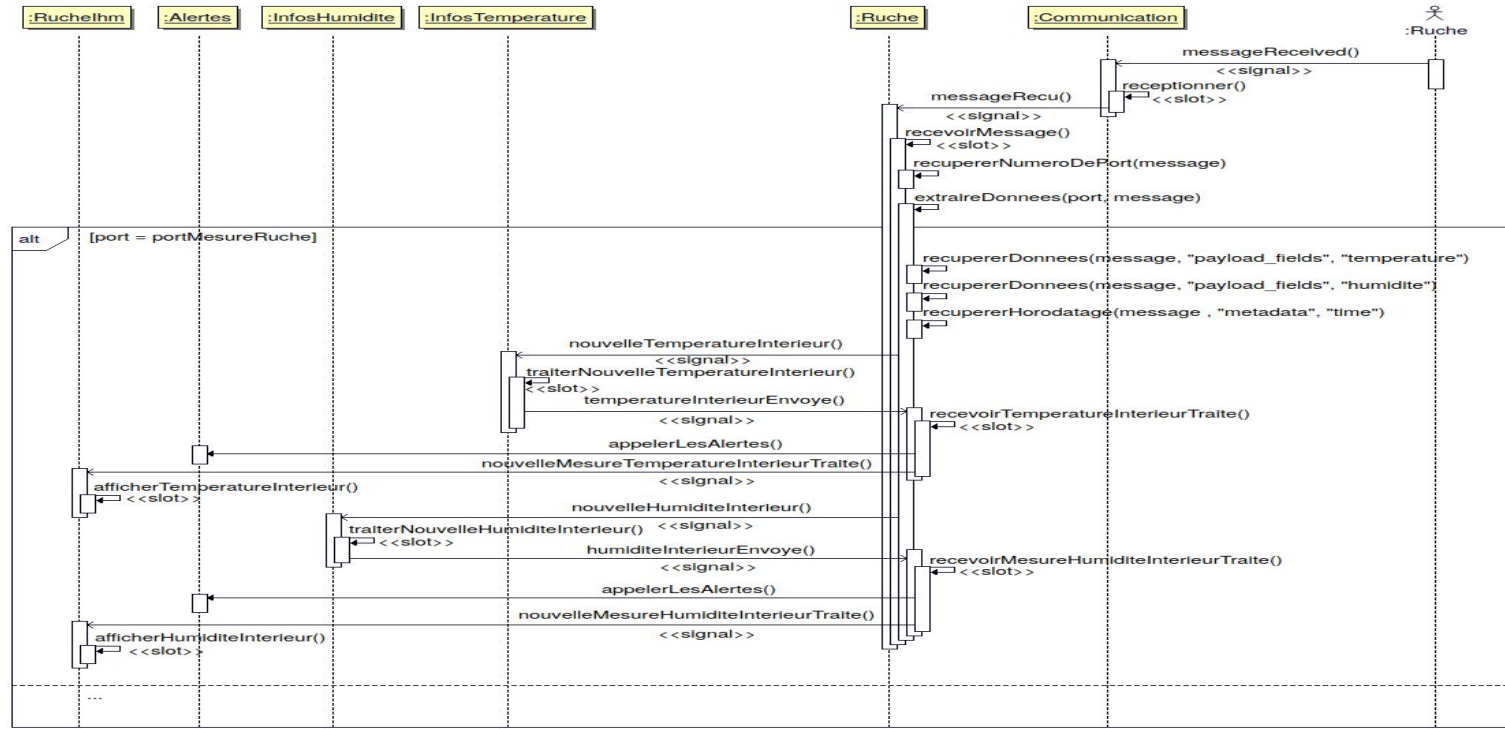 :RucheIhm
:Alertes
:InfosHumidite
:InfosTemperature
:Ruche
:Communication
:Ruche
messageReceived()
<<signal>>
receptionner()
<<slot>>
messageRecu()
<<signal>>
recevoirMessage()
<<slot>>
recupererNumeroDePort(message)
extraireDonnees(port, message)
alt
[port = portMesureRuche]
recupererDonnees(message, "payload_fields", "temperature")
recupererDonnees(message, "payload_fields", "humidite")
recupererHorodatage(message , "metadata", "time")
nouvelleTemperatureInterieur()
<<signal>>
traiterNouvelleTemperatureInterieur()
<<slot>>
temperatureInterieurEnvoye()
<<signal>>
recevoirTemperatureInterieurTraite()
<<slot>>
appelerLesAlertes()
nouvelleMesureTemperatureInterieurTraite()
<<signal>>
afficherTemperatureInterieur()
<<slot>>
nouvelleHumiditeInterieur()
<<signal>>
traiterNouvelleHumiditeInterieur()
<<slot>>
humiditeInterieurEnvoye()
<<signal>>
recevoirMesureHumiditeInterieurTraite()
<<slot>>
appelerLesAlertes()
nouvelleMesureHumiditeInterieurTraite()
<<signal>>
afficherHumiditeInterieur()
<<slot>>
...